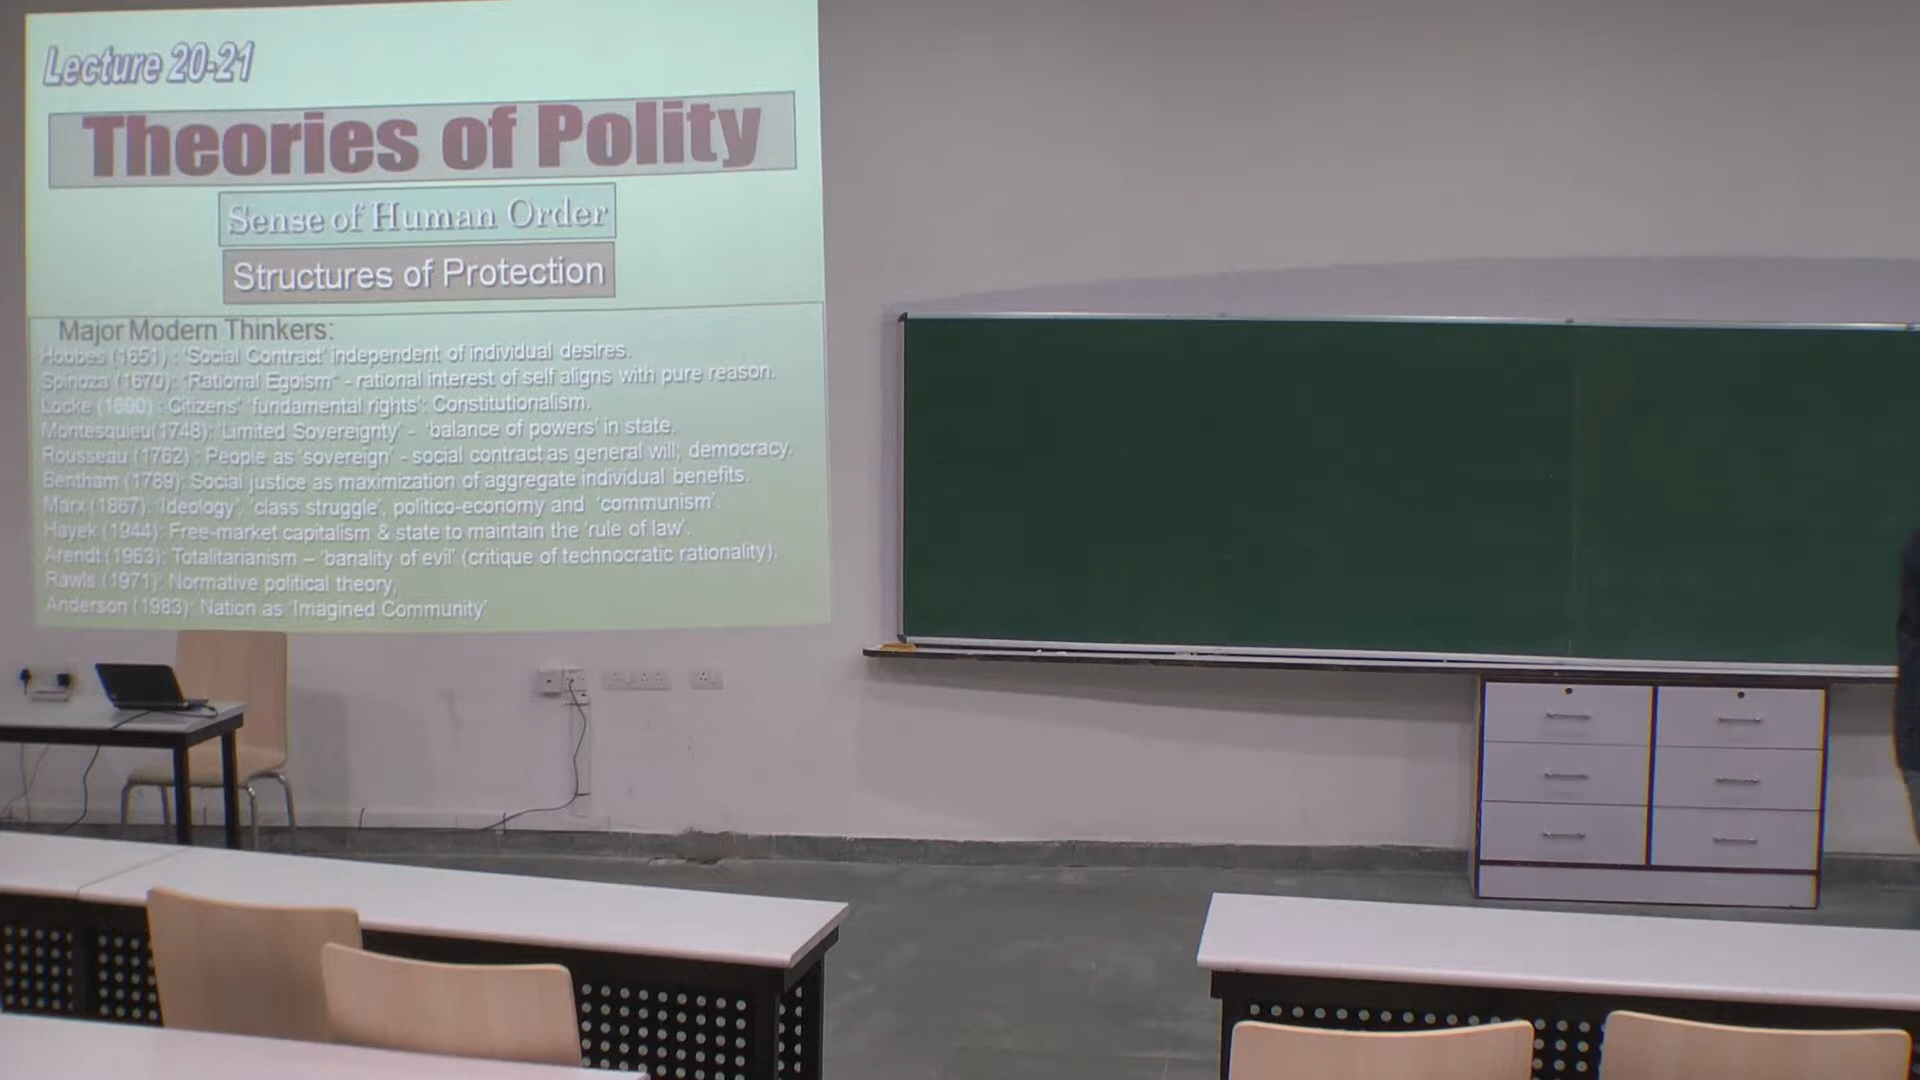 Lecture 20-21
Theories of Polity
Sense of Human Order
Structures of Protection
Major Modern Thinkers:
Hobbes (1651) : 'Social Contract' independent of individual desires.
Spinoza (1670): "Rational Egoism" - rational interest of self aligns with pure reason.
Locke (1690) : Citizens' 'fundamental rights': Constitutionalism.
Montesquieu(1748): 'Limited Sovereignty' - 'balance of powers' in state.
Rousseau (1762) : People as 'sovereign' - social contract as general will; democracy.
Bentham (1789): Social justice as maximization of aggregate individual benefits.
Marx (1867): 'Ideology', 'class struggle', politico-economy and 'communism'.
Hayek (1944): Free-market capitalism & state to maintain the 'rule of law'.
Arendt (1963): Totalitarianism – 'banality of evil' (critique of technocratic rationality).
Rawls (1971): Normative political theory,
Anderson (1983): Nation as 'Imagined Community'